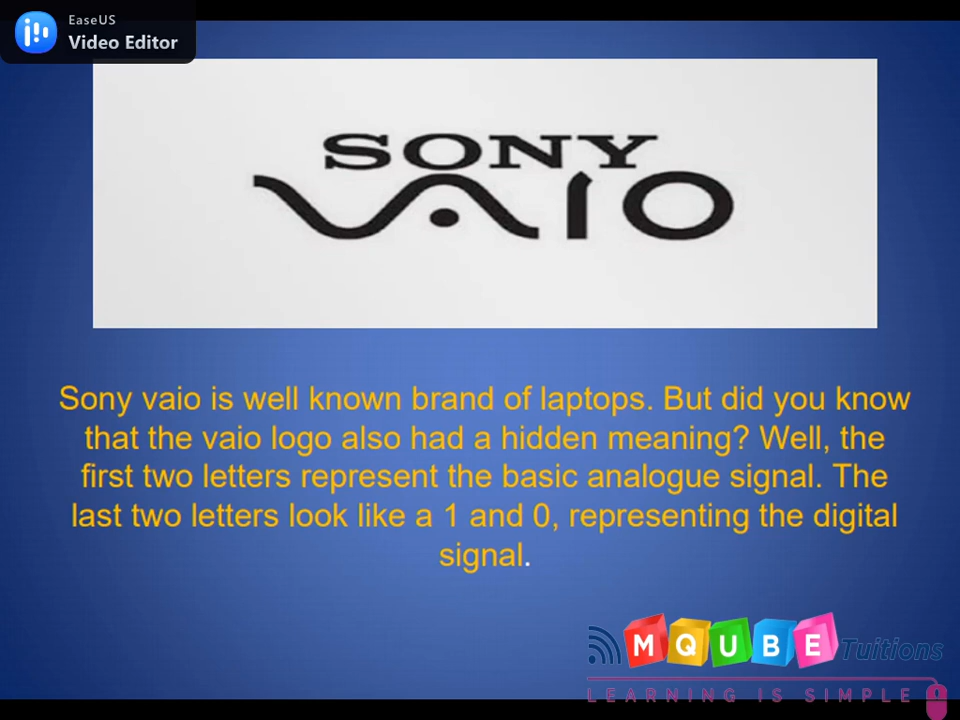 EaseUS
Video Editor
SONY
VAIO
Sony vaio is well known brand of laptops. But did you know
that the vaio logo also had a hidden meaning? Well, the
first two letters represent the basic analogue signal. The
last two letters look like a 1 and 0, representing the digital
signal.
MQUBE Tuitions
LEARNING IS SIMPLE